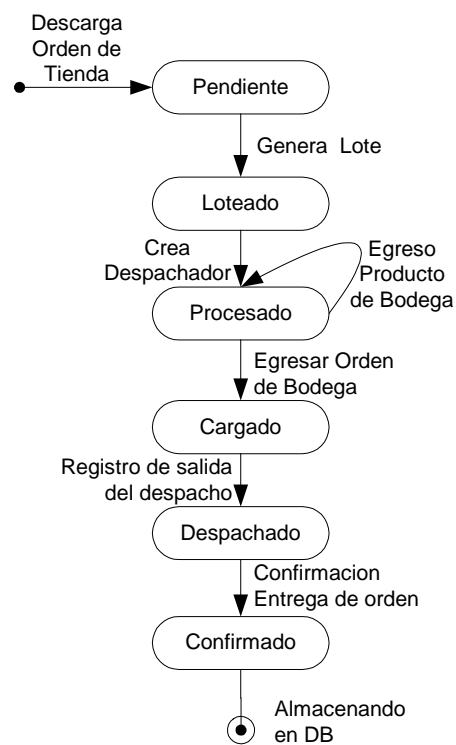 Descarga
Orden de
Tienda
Pendiente
Genera Lote
Loteado
Crea
Despachador
Egreso
Producto
de Bodega
Procesado
Egresar Orden
de Bodega
Cargado
Registro de salida
del despacho
Despachado
Confirmacion
Entrega de orden
Confirmado
Almacenando
en DB